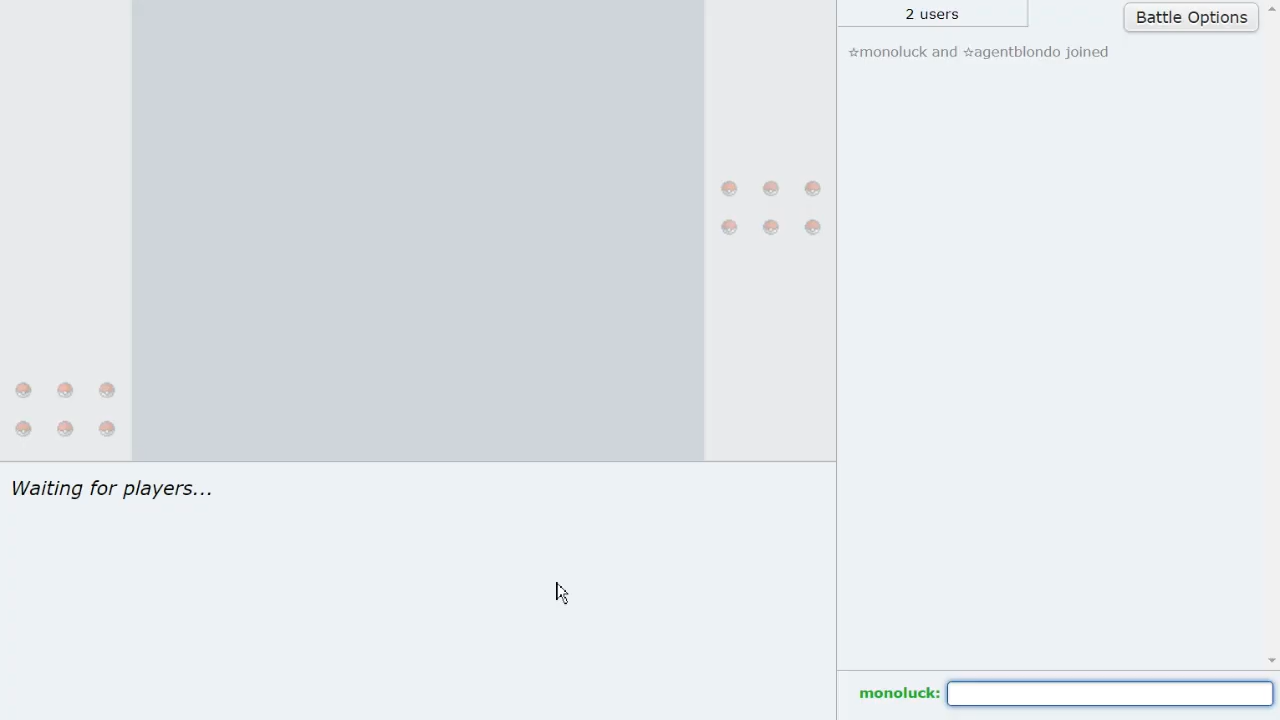 2 users
Battle Options
☆monoluck and ☆agentblondo joined
Waiting for players...
monoluck: